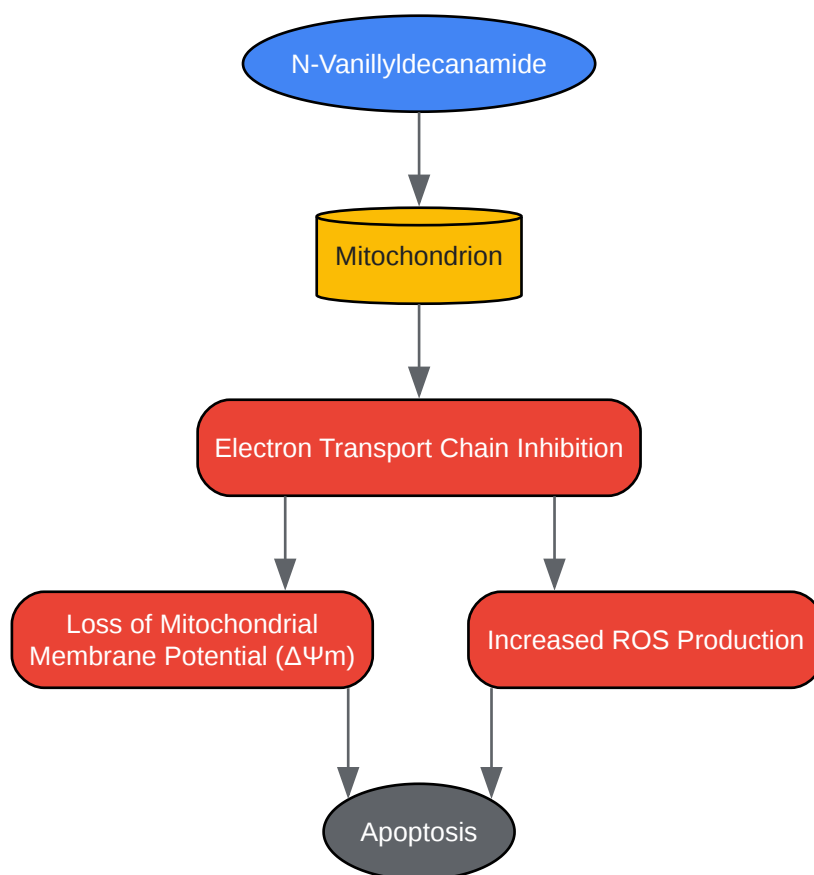 N-Vanillyldecanamide
Mitochondrion
Electron Transport Chain Inhibition
Loss of Mitochondrial
Membrane Potential (ΔΨm)
Increased ROS Production
Apoptosis